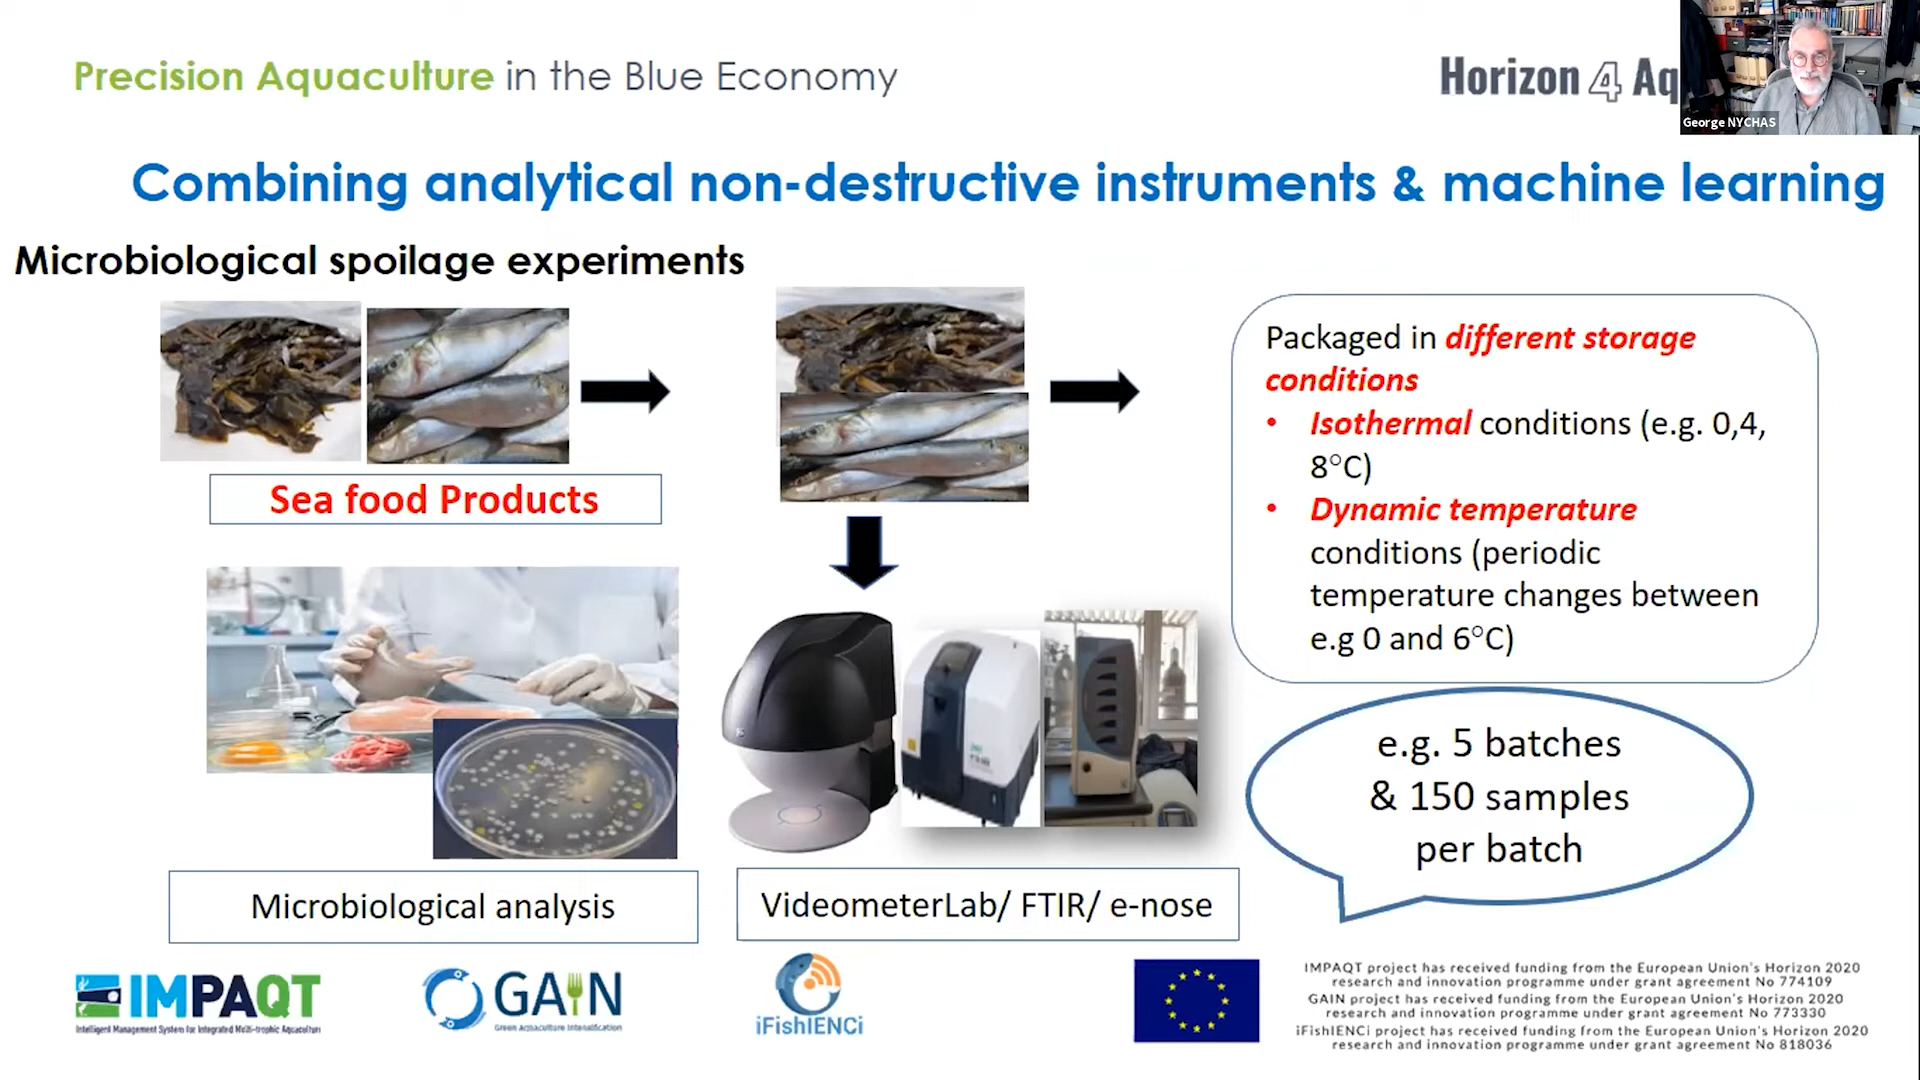 Precision Aquaculture in the Blue Economy
Horizon 4 Aq
George NYCHAS
Combining analytical non-destructive instruments & machine learning
Microbiological spoilage experiments
Sea food Products
Packaged in different storage
conditions
• Isothermal conditions (e.g. 0,4,
8°C)
• Dynamic temperature
conditions (periodic
temperature changes between
e.g 0 and 6°C)
e.g. 5 batches
& 150 samples
per batch
Microbiological analysis
VideometerLab/ FTIR/ e-nose
IMPAQT
Intelligent Management System for Integrated Multi-trophic Aquaculture
GAIN
Green Aquaculture Intensification
iFishIENCi
IMPAQT project has received funding from the European Union's Horizon 2020
research and innovation programme under grant agreement No 774109
GAIN project has received funding from the European Union's Horizon 2020
research and innovation programme under grant agreement No 773330
iFishIENCi project has received funding from the European Union's Horizon 2020
research and innovation programme under grant agreement No 818036